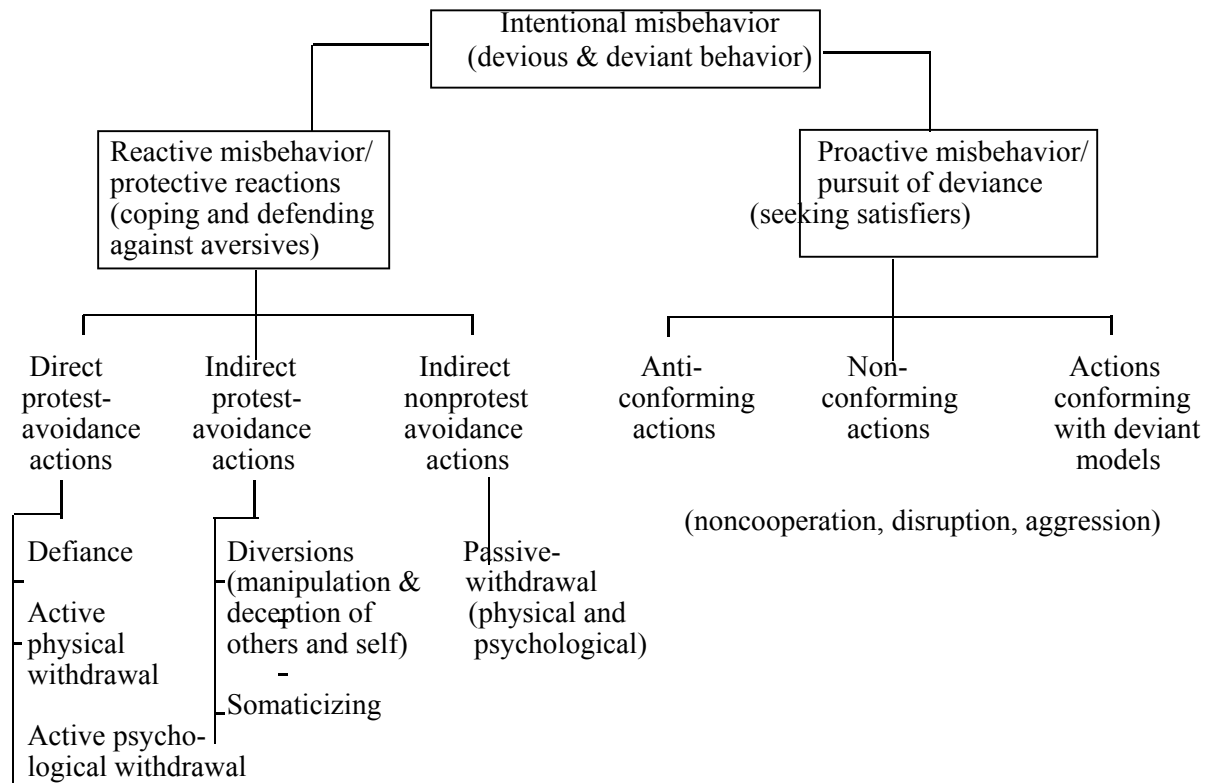 Intentional misbehavior
(devious & deviant behavior)
Reactive misbehavior/
protective reactions
(coping and defending
against aversives)
Proactive misbehavior/
pursuit of deviance
(seeking satisfiers)
Direct
protest-
avoidance
actions
Indirect
protest-
avoidance
actions
Indirect
nonprotest
avoidance
actions
Anti-
conforming
actions
Non-
conforming
actions
Actions
conforming
with deviant
models
(noncooperation, disruption, aggression)
Defiance
Active
physical
withdrawal
Active psycho-
logical withdrawal
Diversions
(manipulation &
deception of
others and self)
Somaticizing
Passive-
withdrawal
(physical and
psychological)